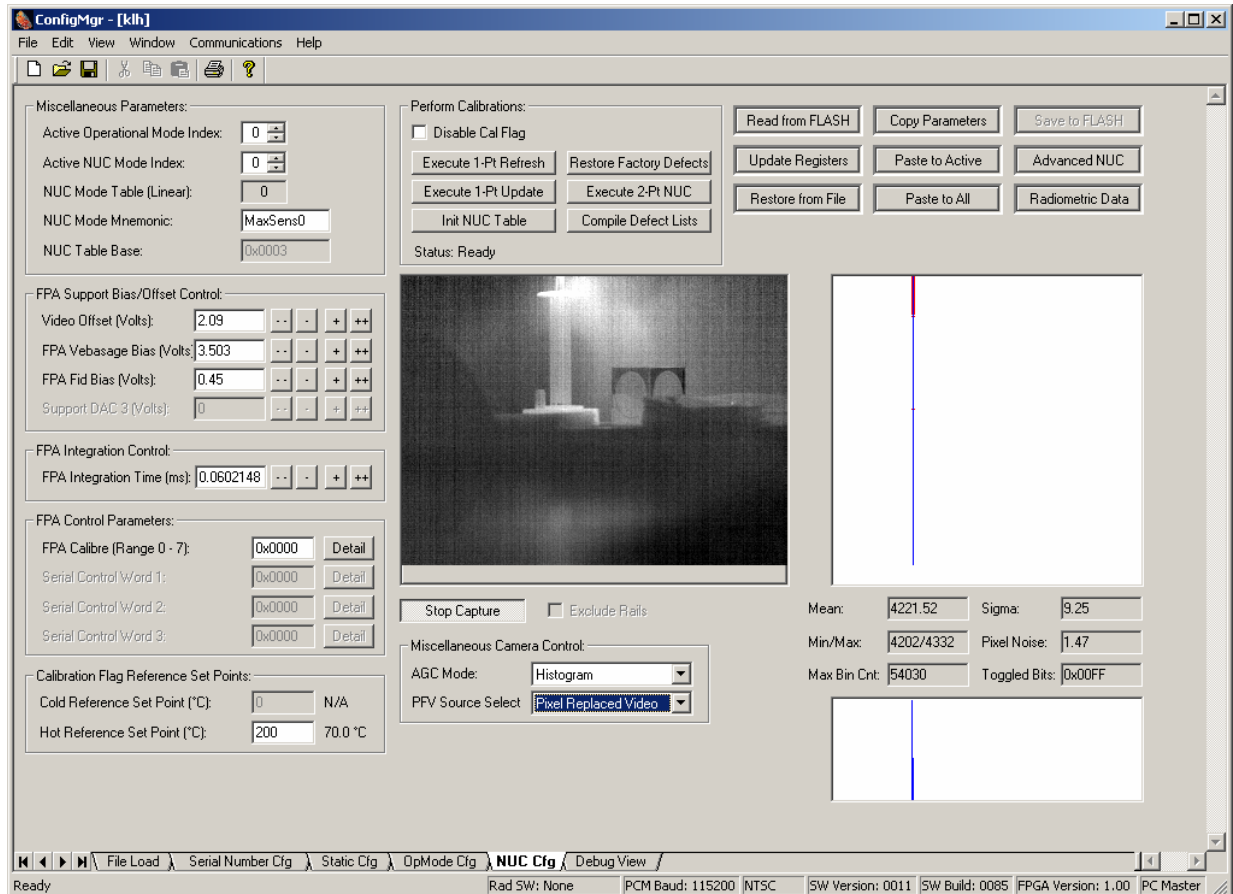 ConfigMgr - [klh]
File Edit View Window Communications Help
Miscellaneous Parameters:
Active Operational Mode Index: 0
Active NUC Mode Index: 0
NUC Mode Table (Linear): 0
NUC Mode Mnemonic: MaxSens0
NUC Table Base: 0x0003
FPA Support Bias/Offset Control:
Video Offset (Volts): 2.09 -- - + ++
FPA Vebasage Bias (Volts 3.503 -- - + ++
FPA Fid Bias (Volts): 0.45 -- - + ++
Support DAC 3 (Volts): 0 -- - + ++
FPA Integration Control:
FPA Integration Time (ms): 0.0602148 -- - + ++
FPA Control Parameters:
FPA Calibre (Range 0 - 7): 0x0000 Detail
Serial Control Word 1: 0x0000 Detail
Serial Control Word 2: 0x0000 Detail
Serial Control Word 3: 0x0000 Detail
Calibration Flag Reference Set Points:
Cold Reference Set Point (°C): 0 N/A
Hot Reference Set Point (°C): 200 70.0 °C
Perform Calibrations:
Disable Cal Flag
Execute 1-Pt Refresh Restore Factory Defects
Execute 1-Pt Update Execute 2-Pt NUC
Init NUC Table Compile Defect Lists
Status: Ready
Read from FLASH Copy Parameters Save to FLASH
Update Registers Paste to Active Advanced NUC
Restore from File Paste to All Radiometric Data
Stop Capture Exclude Rails
Miscellaneous Camera Control:
AGC Mode: Histogram
PFV Source Select Pixel Replaced Video
Mean: 4221.52 Sigma: 9.25
Min/Max: 4202/4332 Pixel Noise: 1.47
Max Bin Cnt: 54030 Toggled Bits: 0x00FF
File Load Serial Number Cfg Static Cfg OpMode Cfg NUC Cfg Debug View
Ready Rad SW: None PCM Baud: 115200 NTSC SW Version: 0011 SW Build: 0085 FPGA Version: 1.00 PC Master